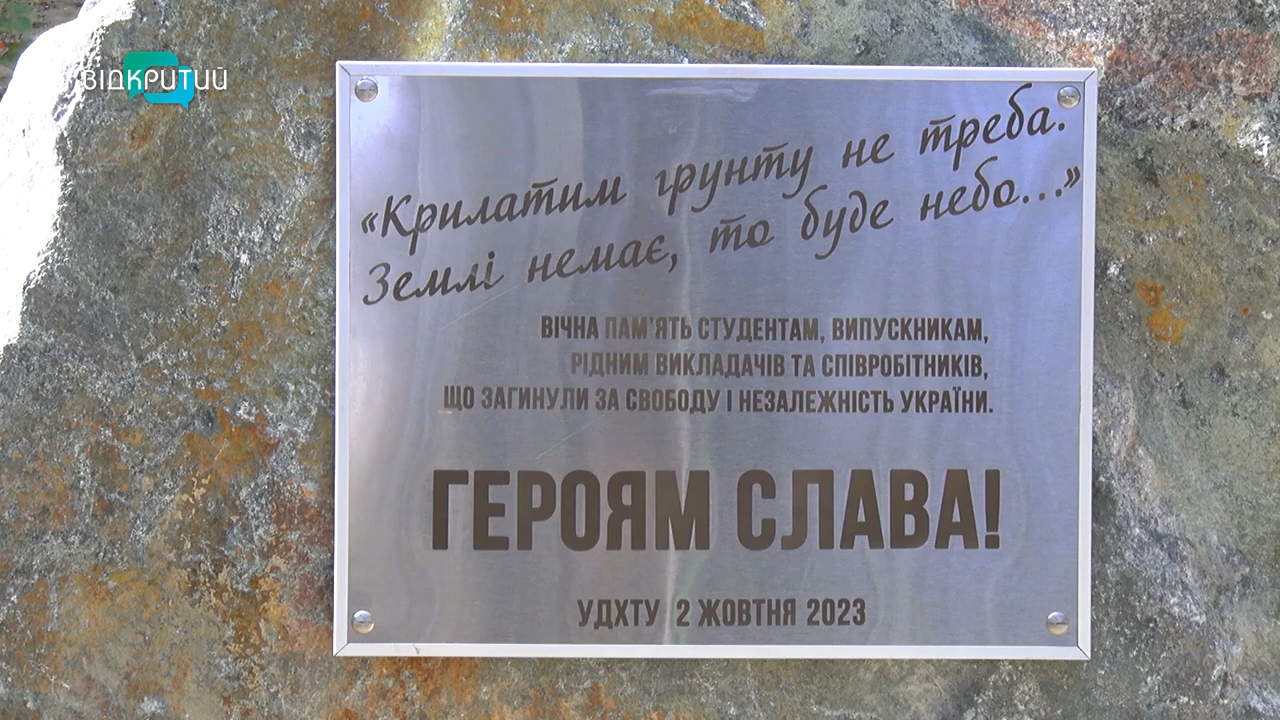 ВІДКРИТИЙ
«Крилатим грунту не треба.
Землі немає, то буде небо...»
ВІЧНА ПАМ'ЯТЬ СТУДЕНТАМ, ВИПУСКНИКАМ,
РІДНИМ ВИКЛАДАЧІВ ТА СПІВРОБІТНИКІВ,
ЩО ЗАГИНУЛИ ЗА СВОБОДУ І НЕЗАЛЕЖНІСТЬ УКРАЇНИ.
ГЕРОЯМ СЛАВА!
УДХТУ 2 ЖОВТНЯ 2023